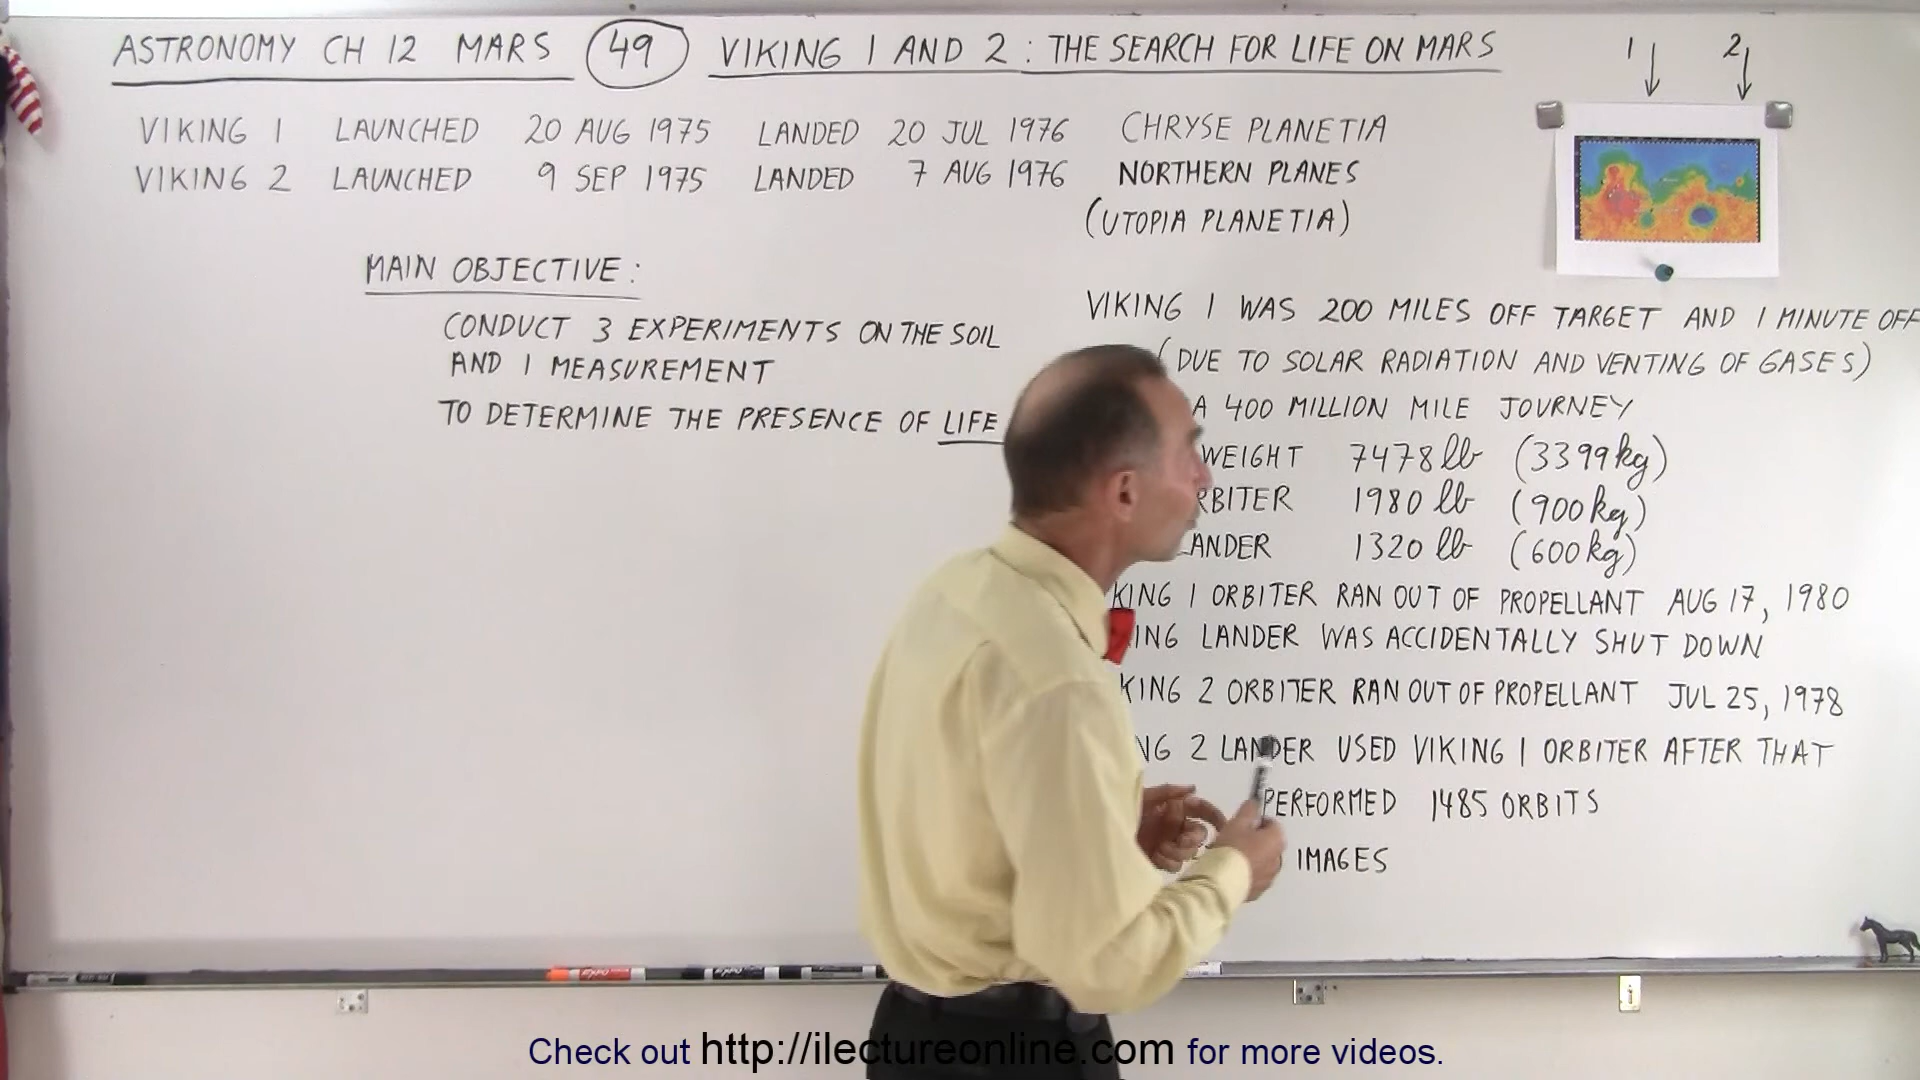 ASTRONOMY CH 12 MARS 49 VIKING 1 AND 2 : THE SEARCH FOR LIFE ON MARS
1 2
VIKING 1 LAUNCHED 20 AUG 1975 LANDED 20 JUL 1976 CHRYSE PLANETIA
VIKING 2 LAUNCHED 9 SEP 1975 LANDED 7 AUG 1976 NORTHERN PLANES
(UTOPIA PLANETIA)
MAIN OBJECTIVE :
CONDUCT 3 EXPERIMENTS ON THE SOIL
AND 1 MEASUREMENT
TO DETERMINE THE PRESENCE OF LIFE
VIKING 1 WAS 200 MILES OFF TARGET AND 1 MINUTE OFF
(DUE TO SOLAR RADIATION AND VENTING OF GASES)
A 400 MILLION MILE JOURNEY
WEIGHT 7478 lb (3399 kg)
RBITER 1980 lb (900 kg)
ANDER 1320 lb (600 kg)
KING 1 ORBITER RAN OUT OF PROPELLANT AUG 17, 1980
ING LANDER WAS ACCIDENTALLY SHUT DOWN
KING 2 ORBITER RAN OUT OF PROPELLANT JUL 25, 1978
NG 2 LANDER USED VIKING 1 ORBITER AFTER THAT
PERFORMED 1485 ORBITS
IMAGES
Check out http://ilectureonline.com for more videos.